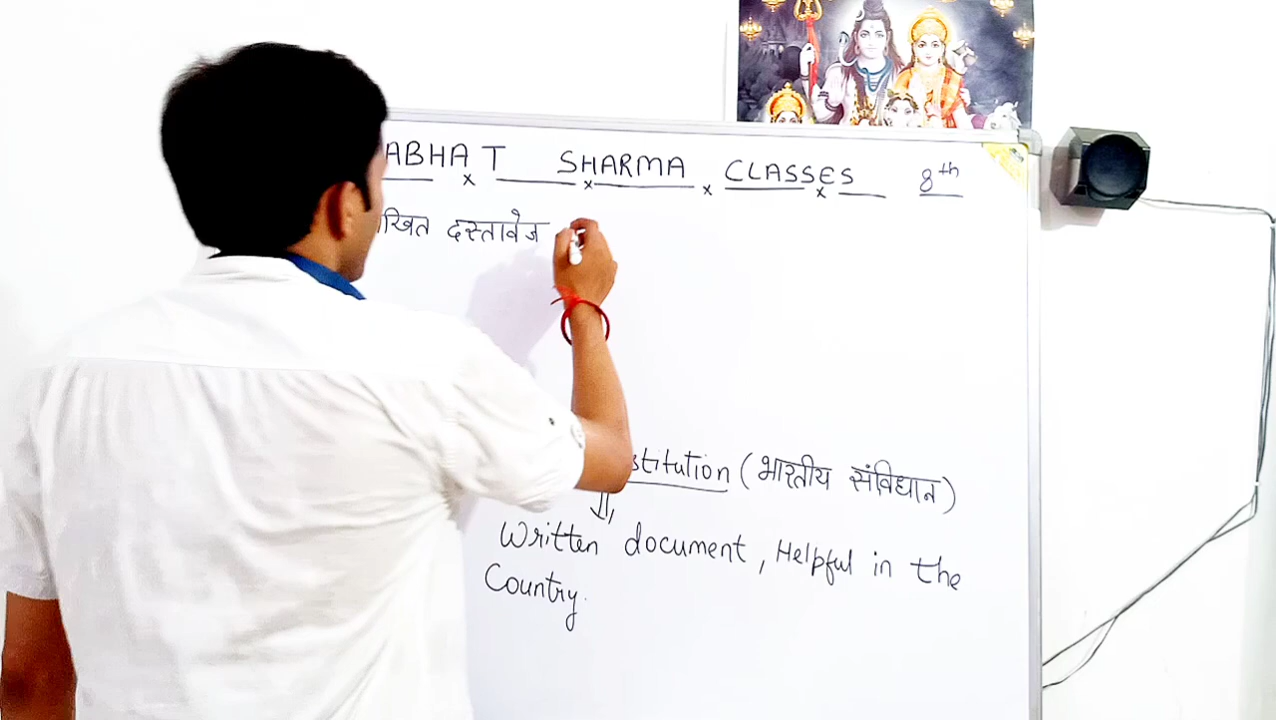 ABHAT SHARMA CLASSES 8th
खित दस्तावेज
stitution (भारतीय संविधान)
Written document, Helpful in the
Country.